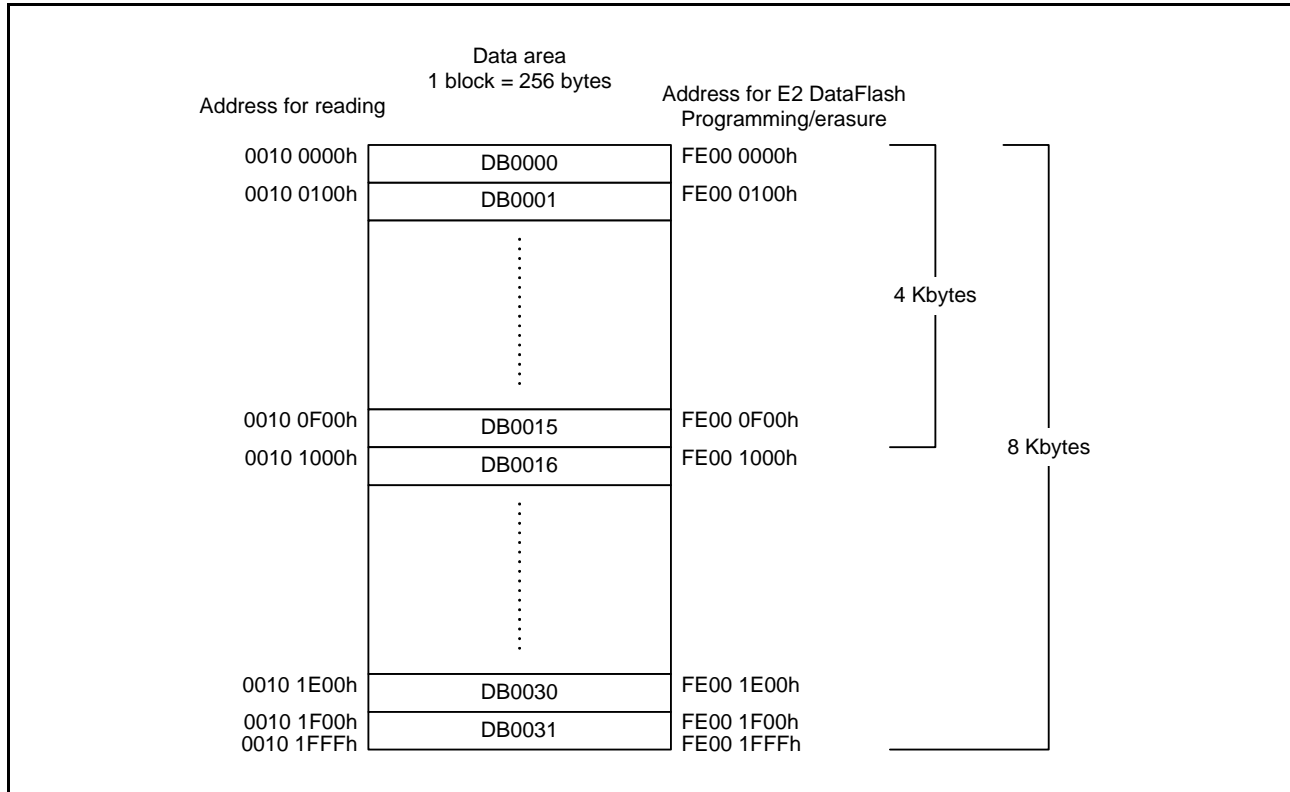 Data area
1 block = 256 bytes
Address for reading
Address for E2 DataFlash
Programming/erasure
0010 0000h
DB0000
FE00 0000h
0010 0100h
DB0001
FE00 0100h
4 Kbytes
0010 0F00h
DB0015
FE00 0F00h
0010 1000h
DB0016
FE00 1000h
8 Kbytes
0010 1E00h
DB0030
FE00 1E00h
0010 1F00h
DB0031
FE00 1F00h
0010 1FFFh
FE00 1FFFh